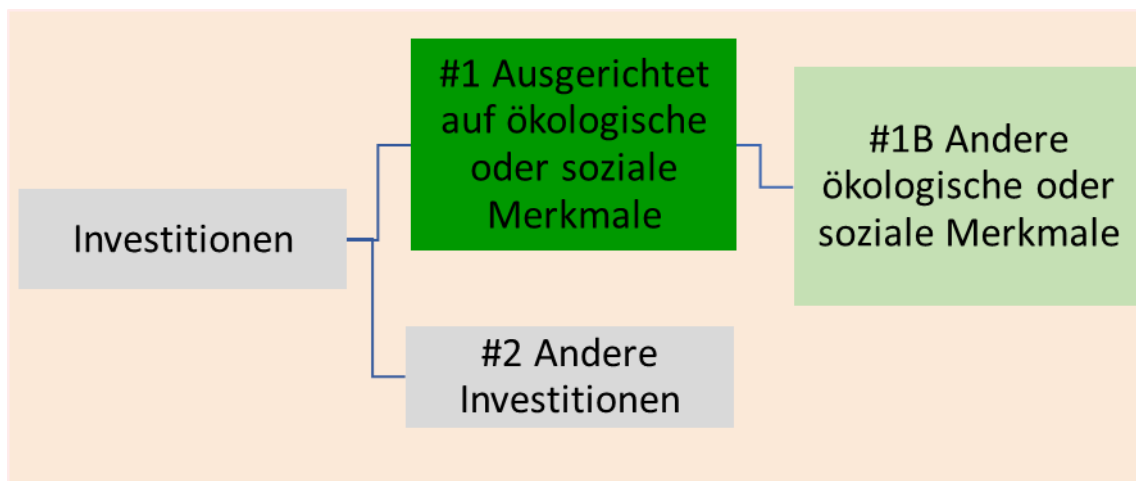 #1 Ausgerichtet
auf ökologische
oder soziale
Merkmale
#1B Andere
ökologische oder
soziale Merkmale
Investitionen
#2 Andere
Investitionen